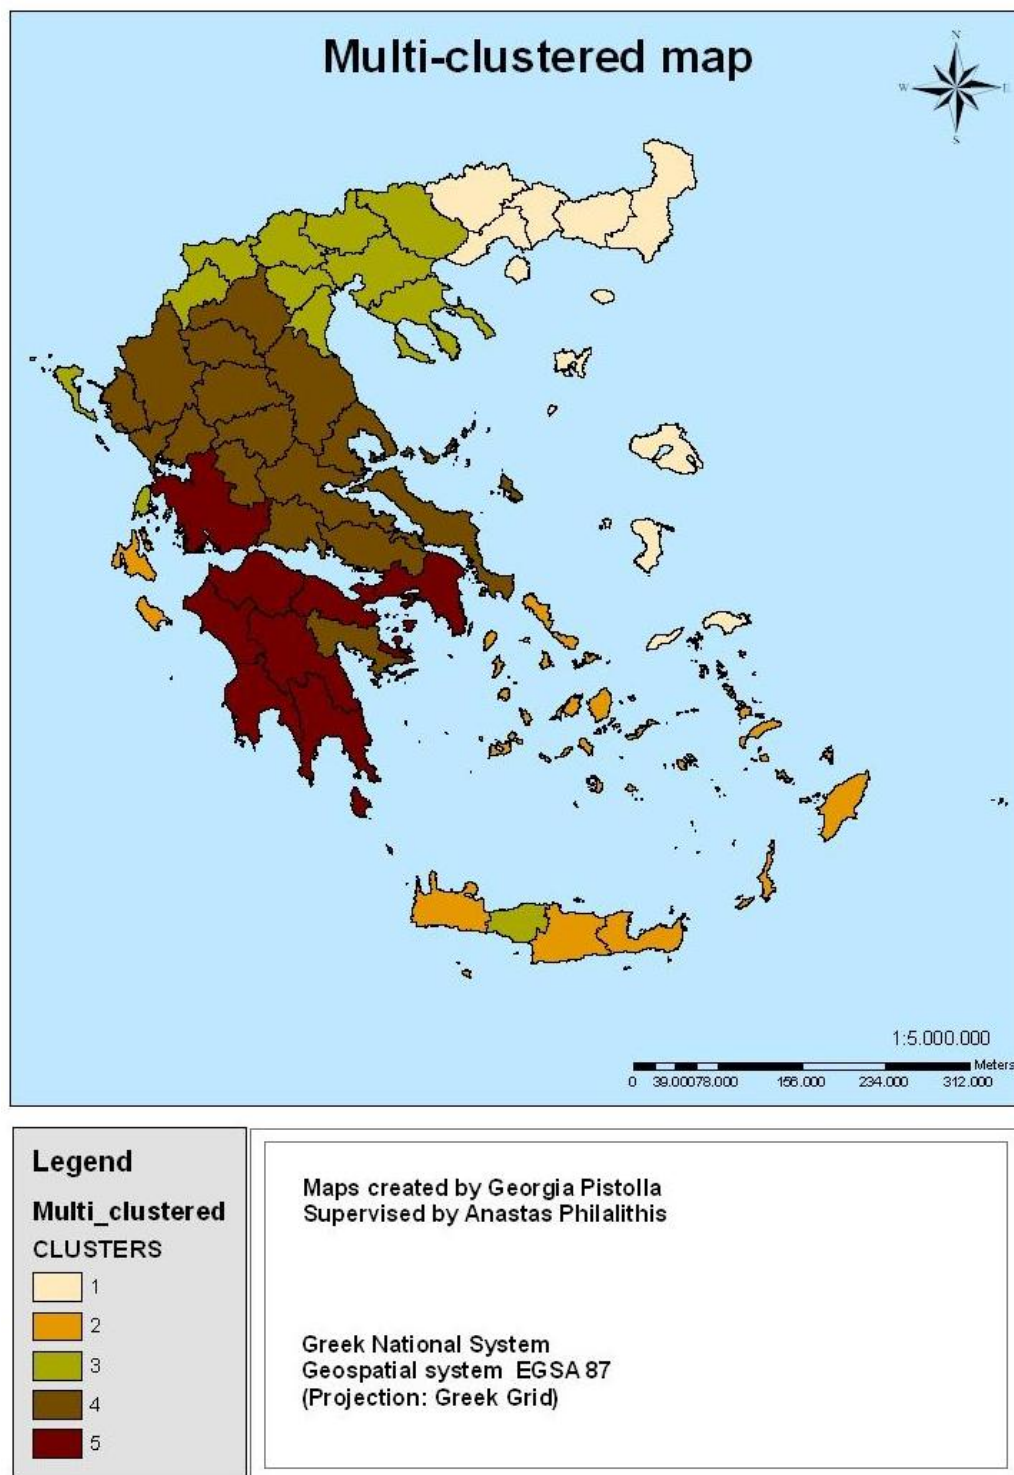 Multi-clustered map
N
W
E
S
1:5.000.000
Meters
0 39.00078.000 156.000 234.000 312.000
Legend
Multi_clustered
CLUSTERS
1
2
3
4
5
Maps created by Georgia Pistolla
Supervised by Anastas Philalithis
Greek National System
Geospatial system EGSA 87
(Projection: Greek Grid)